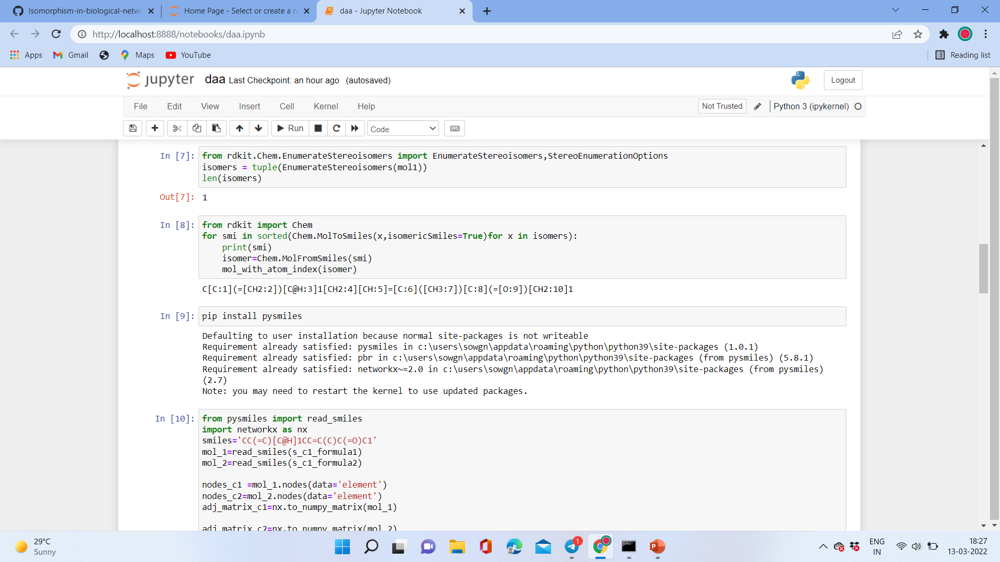 Isomorphism-in-biological-netwo
Home Page - Select or create a n
daa - Jupyter Notebook
http://localhost:8888/notebooks/daa.ipynb
Apps
Gmail
Maps
YouTube
Reading list
jupyter
daa Last Checkpoint: an hour ago (autosaved)
Logout
File Edit View Insert Cell Kernel Help
Not Trusted
Python 3 (ipykernel)
Run
Code
In [7]: from rdkit.Chem.EnumerateStereoisomers import EnumerateStereoisomers,StereoEnumerationOptions
isomers = tuple(EnumerateStereoisomers(mol1))
len(isomers)
Out[7]: 1
In [8]: from rdkit import Chem
for smi in sorted(Chem.MolToSmiles(x,isomericSmiles=True)for x in isomers):
    print(smi)
    isomer=Chem.MolFromSmiles(smi)
    mol_with_atom_index(isomer)
C[C:1](=[CH2:2])[C@H:3]1[CH2:4][CH:5]=[C:6]([CH3:7])[C:8](=[O:9])[CH2:10]1
In [9]: pip install pysmiles
Defaulting to user installation because normal site-packages is not writeable
Requirement already satisfied: pysmiles in c:\users\sowgn\appdata\roaming\python\python39\site-packages (1.0.1)
Requirement already satisfied: pbr in c:\users\sowgn\appdata\roaming\python\python39\site-packages (from pysmiles) (5.8.1)
Requirement already satisfied: networkx~=2.0 in c:\users\sowgn\appdata\roaming\python\python39\site-packages (from pysmiles)
(2.7)
Note: you may need to restart the kernel to use updated packages.
In [10]: from pysmiles import read_smiles
import networkx as nx
smiles='CC(=C)[C@H]1CC=C(C)C(=O)C1'
mol_1=read_smiles(s_c1_formula1)
mol_2=read_smiles(s_c1_formula2)
nodes_c1 =mol_1.nodes(data='element')
nodes_c2=mol_2.nodes(data='element')
adj_matrix_c1=nx.to_numpy_matrix(mol_1)
adj_matrix_c2=nx.to_numpy_matrix(mol_2)
29°C
Sunny
1
ENG
IN
18:27
13-03-2022